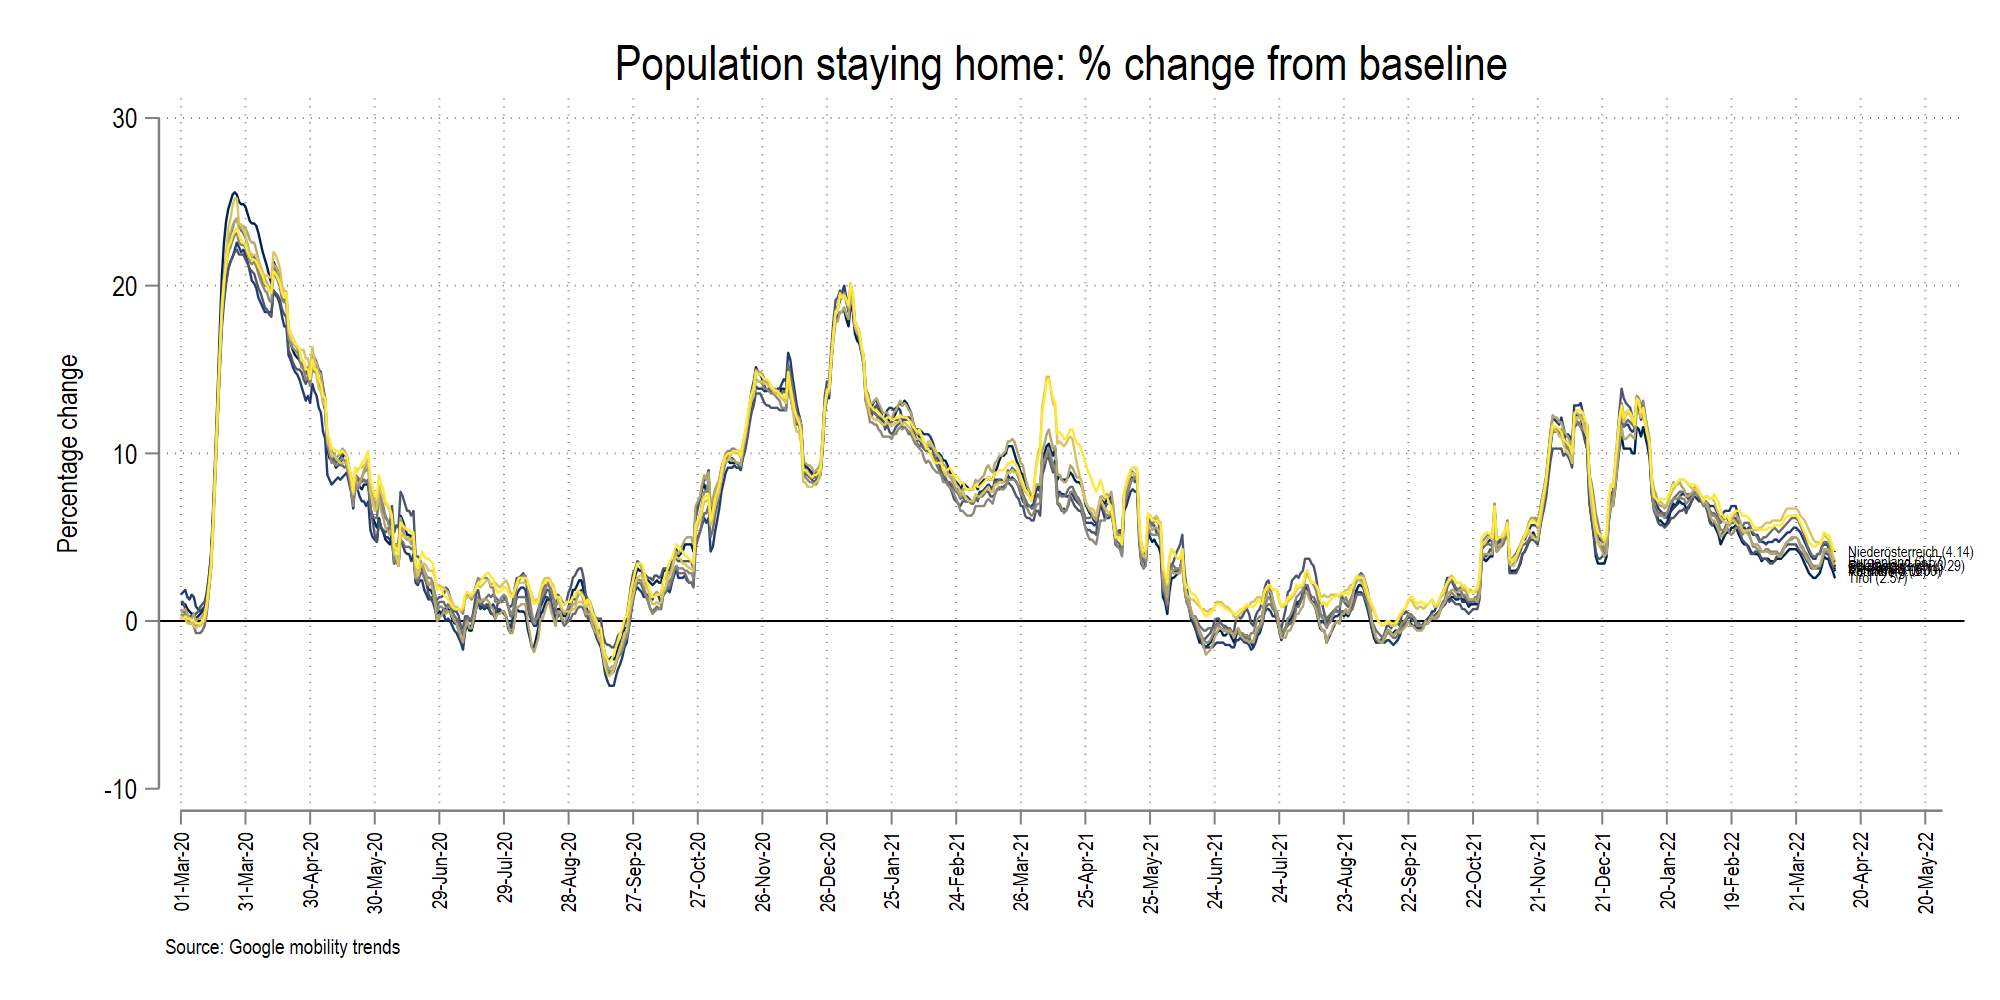 Population staying home: % change from baseline
Percentage change
30
20
10
0
-10
Niederösterreich (4.14)
Tirol (2.57)
01-Mar-20
31-Mar-20
30-Apr-20
30-May-20
29-Jun-20
29-Jul-20
28-Aug-20
27-Sep-20
27-Oct-20
26-Nov-20
26-Dec-20
25-Jan-21
24-Feb-21
26-Mar-21
25-Apr-21
25-May-21
24-Jun-21
24-Jul-21
23-Aug-21
22-Sep-21
22-Oct-21
21-Nov-21
21-Dec-21
20-Jan-22
19-Feb-22
21-Mar-22
20-Apr-22
20-May-22
Source: Google mobility trends